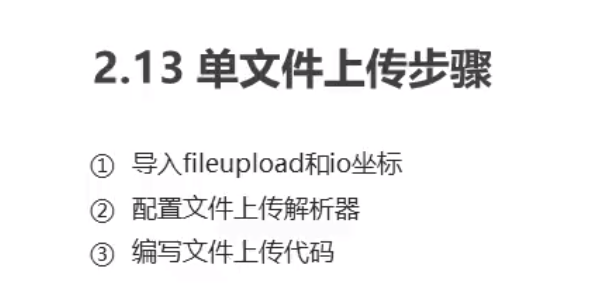 2.13 单文件上传步骤
① 导入fileupload和io坐标
② 配置文件上传解析器
③ 编写文件上传代码